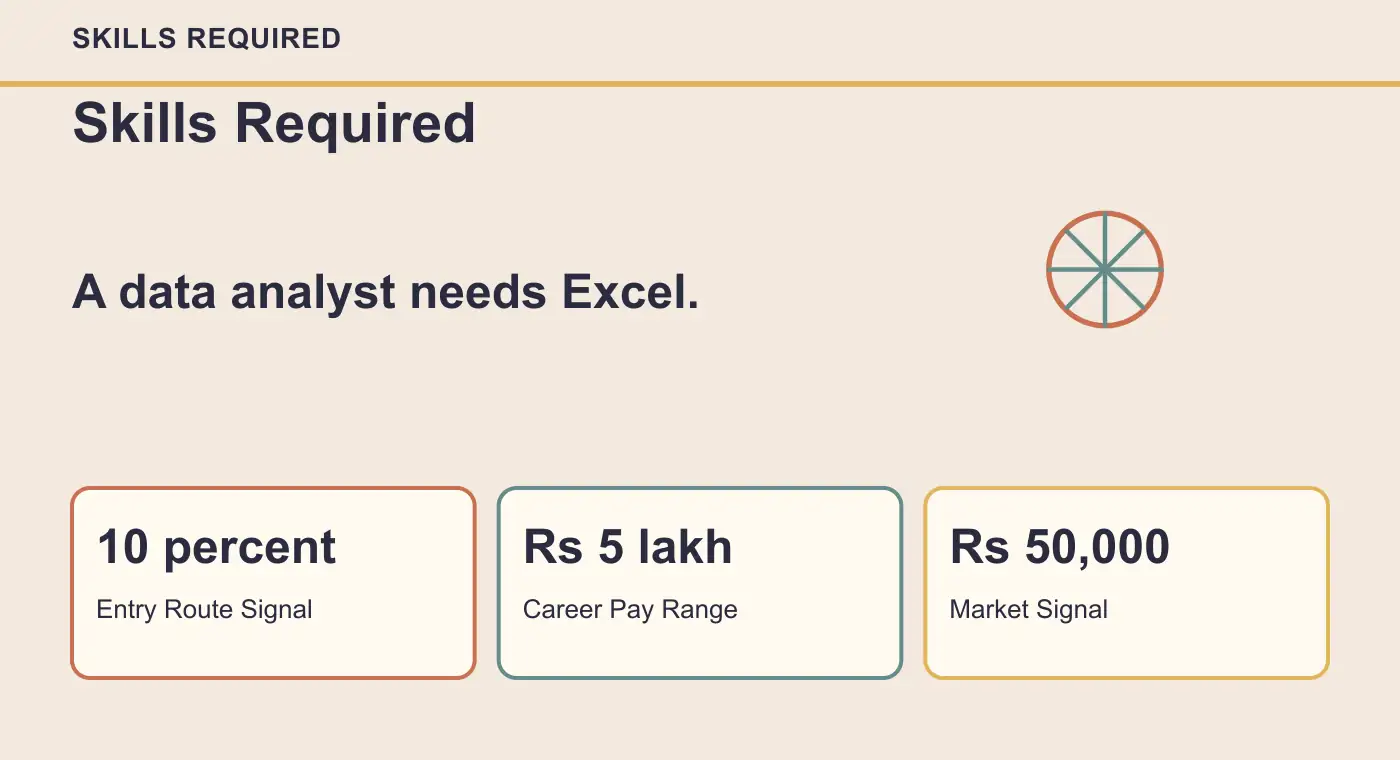 SKILLS REQUIRED
Skills Required
A data analyst needs Excel.
10 percent
Entry Route Signal
Rs 5 lakh
Career Pay Range
Rs 50,000
Market Signal